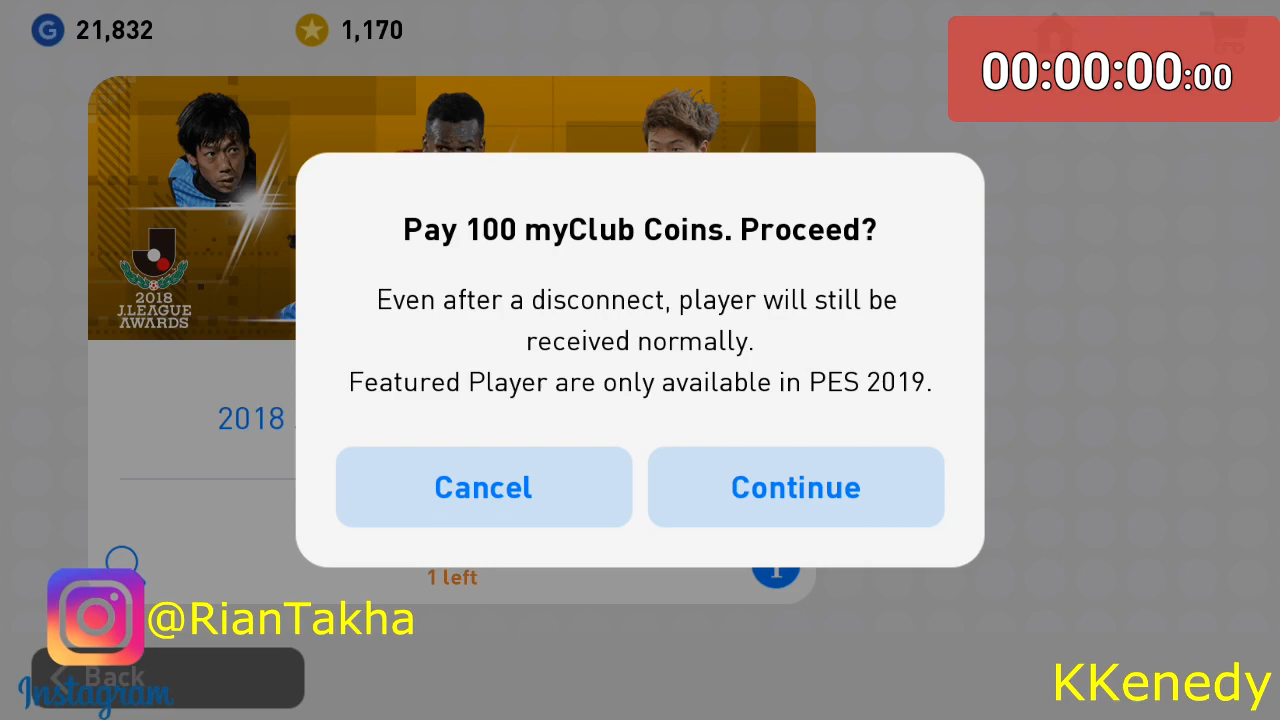 21,832
1,170
00:00:00:00
2018
J.LEAGUE
AWARDS
Pay 100 myClub Coins. Proceed?
Even after a disconnect, player will still be
received normally.
Featured Player are only available in PES 2019.
2018
Cancel
Continue
1 left
@RianTakha
Back
Instagram
KKenedy